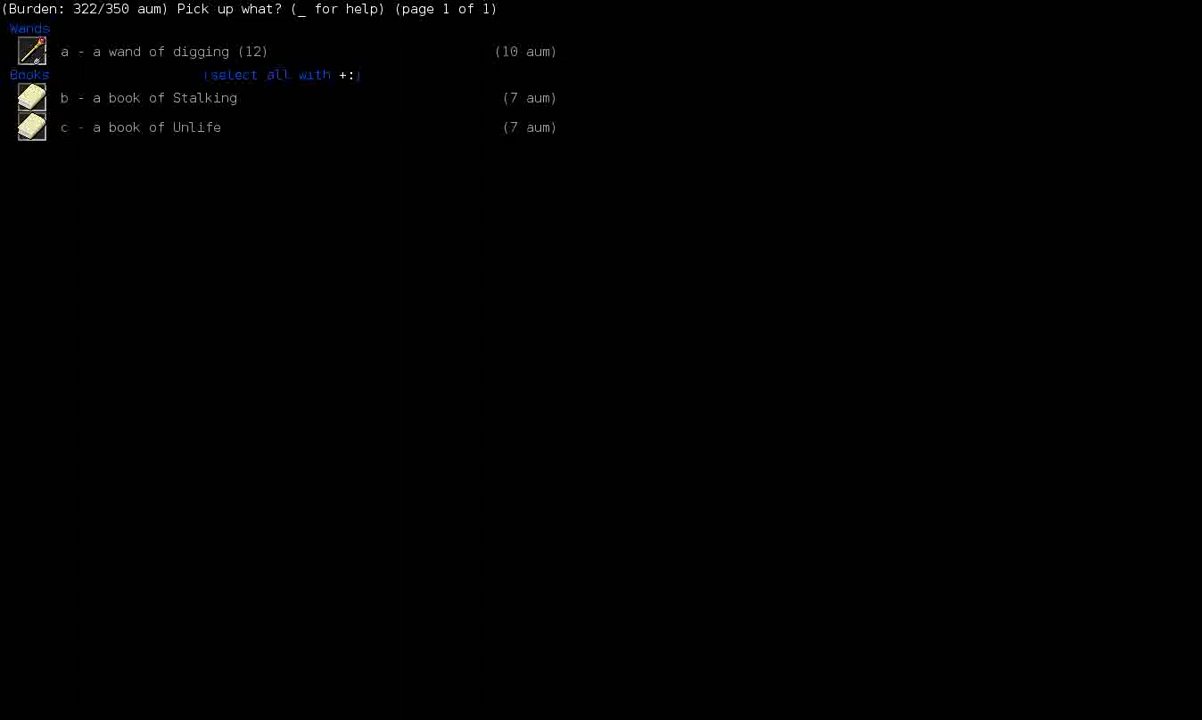 (Burden: 322/350 aum) Pick up what? (_ for help) (page 1 of 1)
Wands
a - a wand of digging (12) (10 aum)
Books (select all with +:)
b - a book of Stalking (7 aum)
c - a book of Unlife (7 aum)